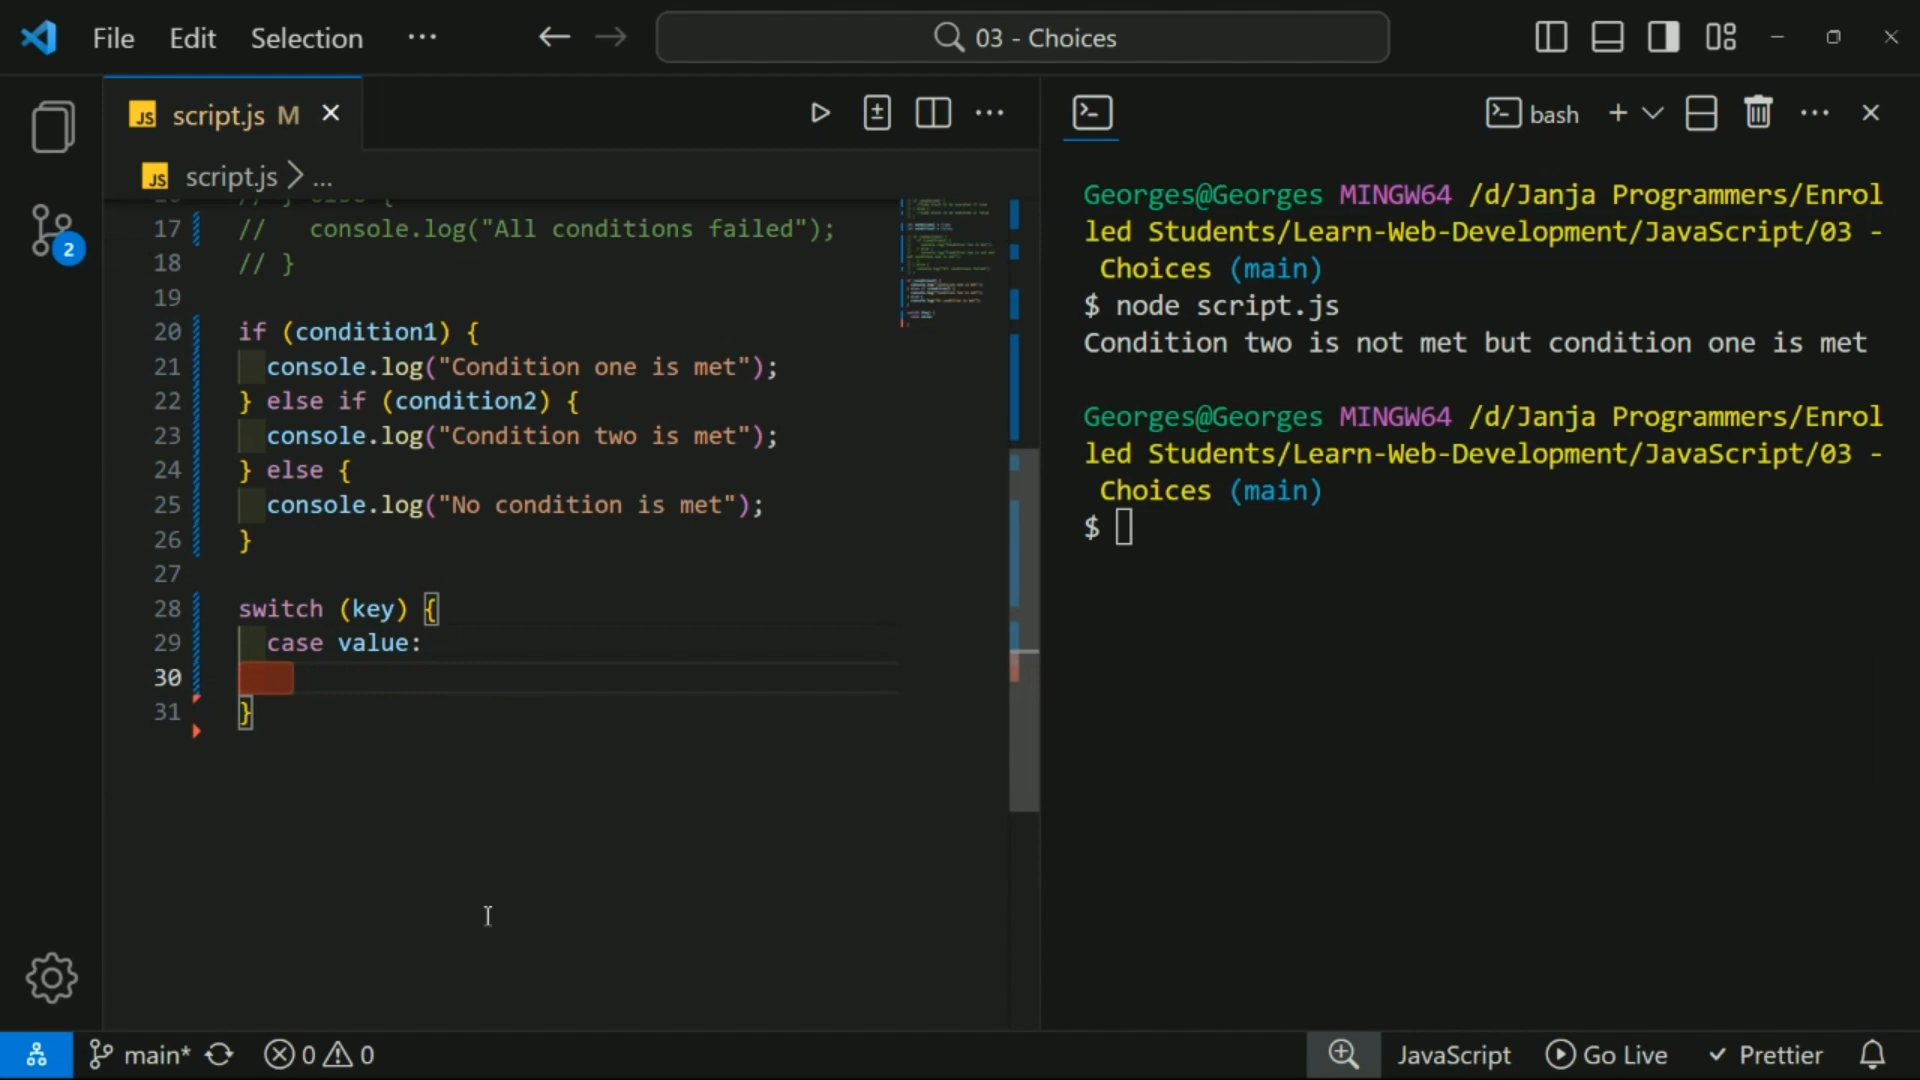 File Edit Selection ··· 03 - Choices
JS script.js M
bash
JS script.js > ...
17 // console.log("All conditions failed");
18 // }
19
20 if (condition1) {
21 console.log("Condition one is met");
22 } else if (condition2) {
23 console.log("Condition two is met");
24 } else {
25 console.log("No condition is met");
26 }
27
28 switch (key) {
29 case value:
30
31 }
Georges@Georges MINGW64 /d/Janja Programmers/Enrol
led Students/Learn-Web-Development/JavaScript/03 -
Choices (main)
$ node script.js
Condition two is not met but condition one is met
Georges@Georges MINGW64 /d/Janja Programmers/Enrol
led Students/Learn-Web-Development/JavaScript/03 -
Choices (main)
$
2
main* 0 0 JavaScript Go Live Prettier